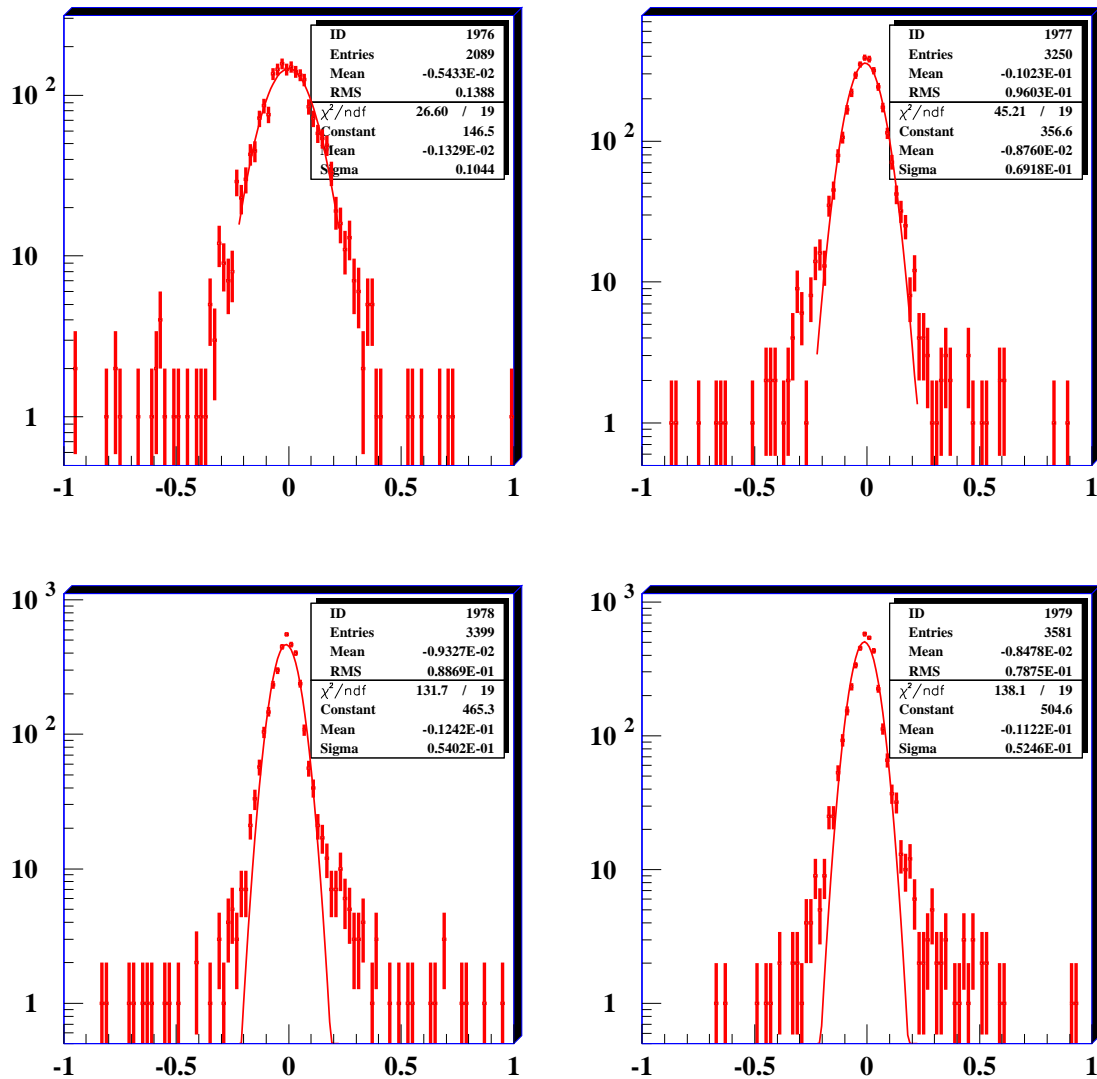 ID 1976
Entries 2089
Mean -0.5433E-02
RMS 0.1388
χ²/ndf 26.60 / 19
Constant 146.5
Mean -0.1329E-02
Sigma 0.1044
10²
10
1
-1 -0.5 0 0.5 1
ID 1977
Entries 3250
Mean -0.1023E-01
RMS 0.9603E-01
χ²/ndf 45.21 / 19
Constant 356.6
Mean -0.8760E-02
Sigma 0.6918E-01
10²
10
1
-1 -0.5 0 0.5 1
ID 1978
Entries 3399
Mean -0.9327E-02
RMS 0.8869E-01
χ²/ndf 131.7 / 19
Constant 465.3
Mean -0.1242E-01
Sigma 0.5402E-01
10³
10²
10
1
-1 -0.5 0 0.5 1
ID 1979
Entries 3581
Mean -0.8478E-02
RMS 0.7875E-01
χ²/ndf 138.1 / 19
Constant 504.6
Mean -0.1122E-01
Sigma 0.5246E-01
10³
10²
10
1
-1 -0.5 0 0.5 1